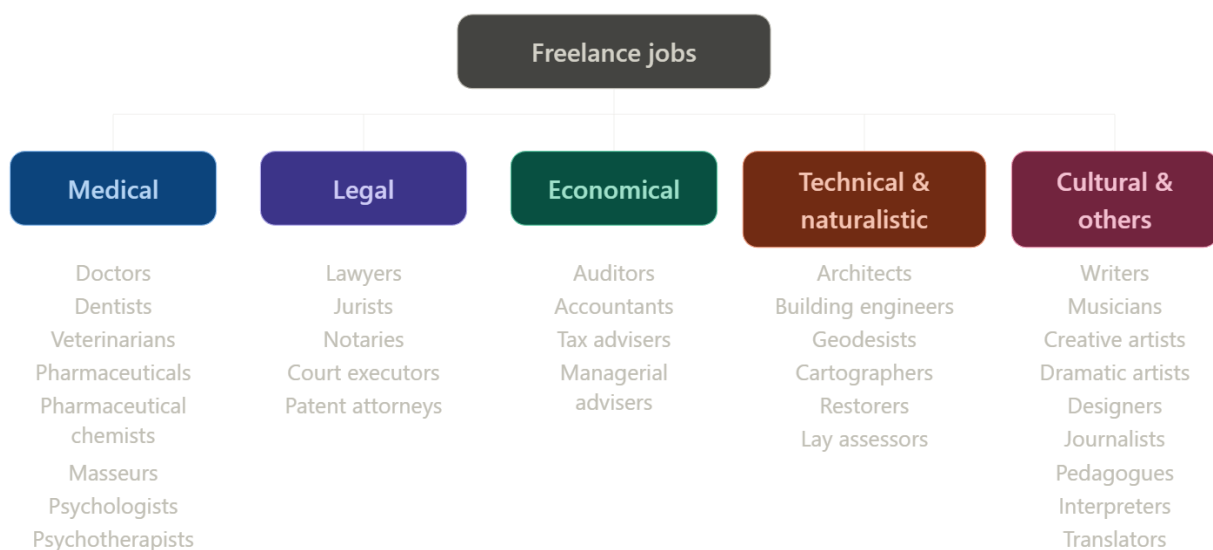 Freelance jobs
Medical
Doctors
Dentists
Veterinarians
Pharmaceuticals
Pharmaceutical
chemists
Masseurs
Psychologists
Psychotherapists
Legal
Lawyers
Jurists
Notaries
Court executors
Patent attorneys
Economical
Auditors
Accountants
Tax advisers
Managerial
advisers
Technical &
naturalistic
Architects
Building engineers
Geodesists
Cartographers
Restorers
Lay assessors
Cultural &
others
Writers
Musicians
Creative artists
Dramatic artists
Designers
Journalists
Pedagogues
Interpreters
Translators